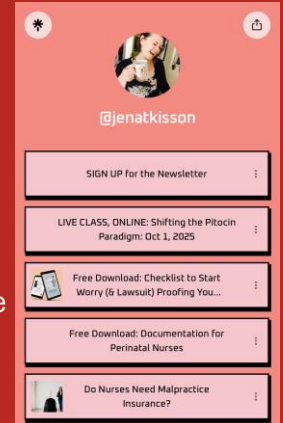 @jenatkisson
SIGN UP for the Newsletter
LIVE CLASS, ONLINE: Shifting the Pitocin
Paradigm: Oct 1, 2025
Free Download: Checklist to Start
Worry (& Lawsuit) Proofing You...
e
Free Download: Documentation for
Perinatal Nurses
Do Nurses Need Malpractice
Insurance?